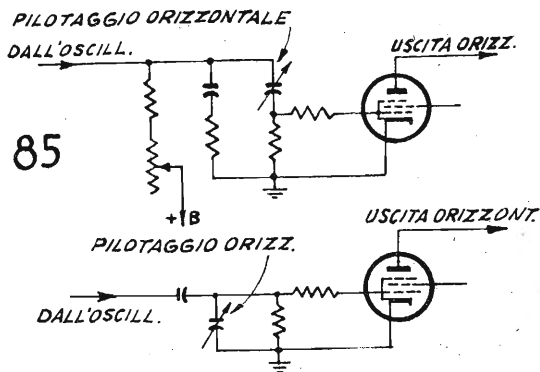 PILOTAGGIO ORIZZONTALE
DALL'OSCILL.
USCITA ORIZZ.
85
+B
PILOTAGGIO ORIZZ.
USCITA ORIZZONT.
DALL'OSCILL.